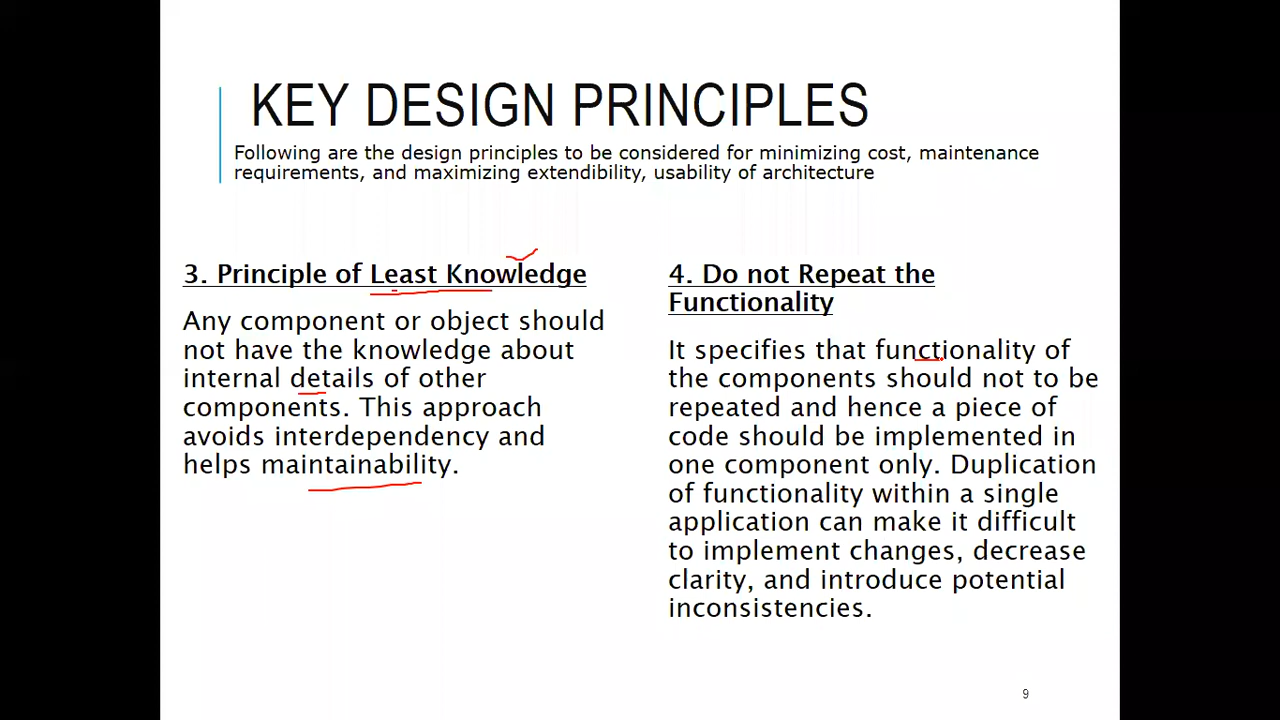 KEY DESIGN PRINCIPLES
Following are the design principles to be considered for minimizing cost, maintenance
requirements, and maximizing extendibility, usability of architecture
3. Principle of Least Knowledge
Any component or object should
not have the knowledge about
internal details of other
components. This approach
avoids interdependency and
helps maintainability.
4. Do not Repeat the
Functionality
It specifies that functionality of
the components should not to be
repeated and hence a piece of
code should be implemented in
one component only. Duplication
of functionality within a single
application can make it difficult
to implement changes, decrease
clarity, and introduce potential
inconsistencies.
9